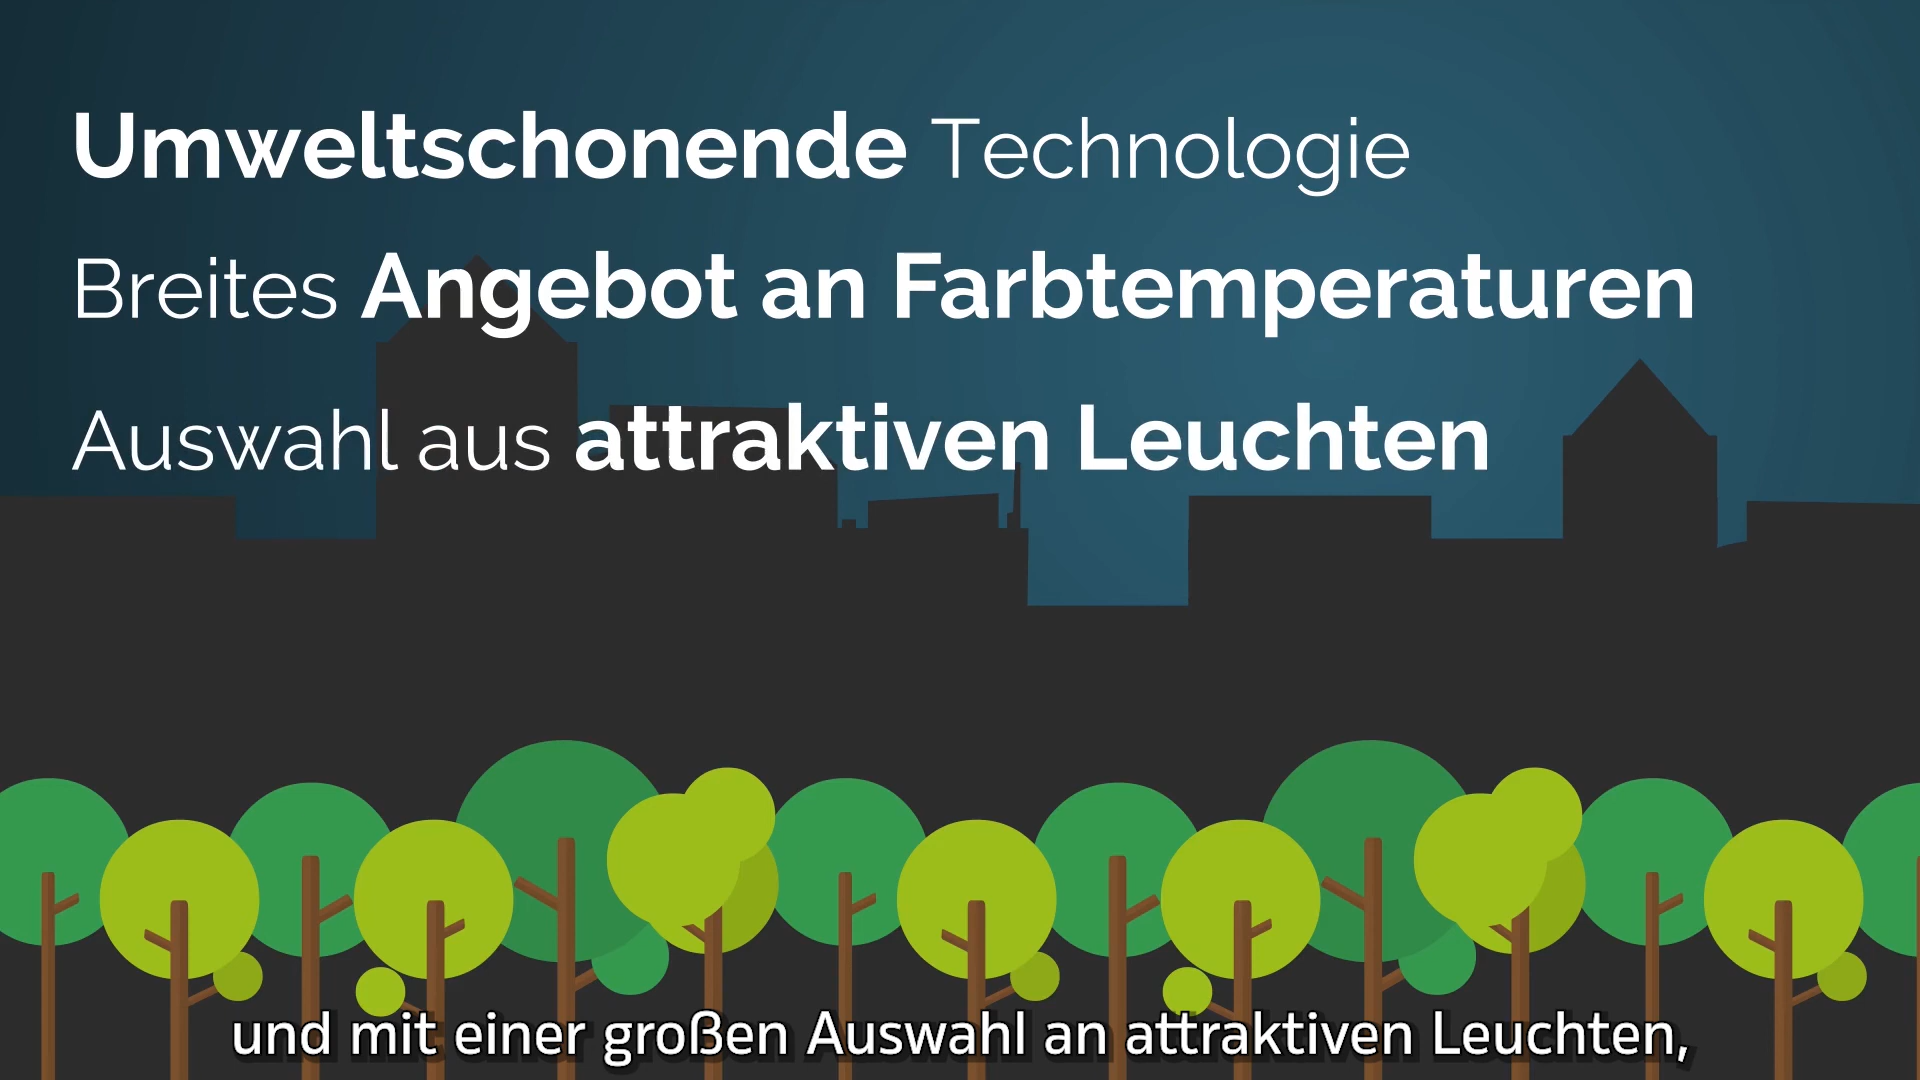 Umweltschonende Technologie
Breites Angebot an Farbtemperaturen
Auswahl aus attraktiven Leuchten
und mit einer großen Auswahl an attraktiven Leuchten,